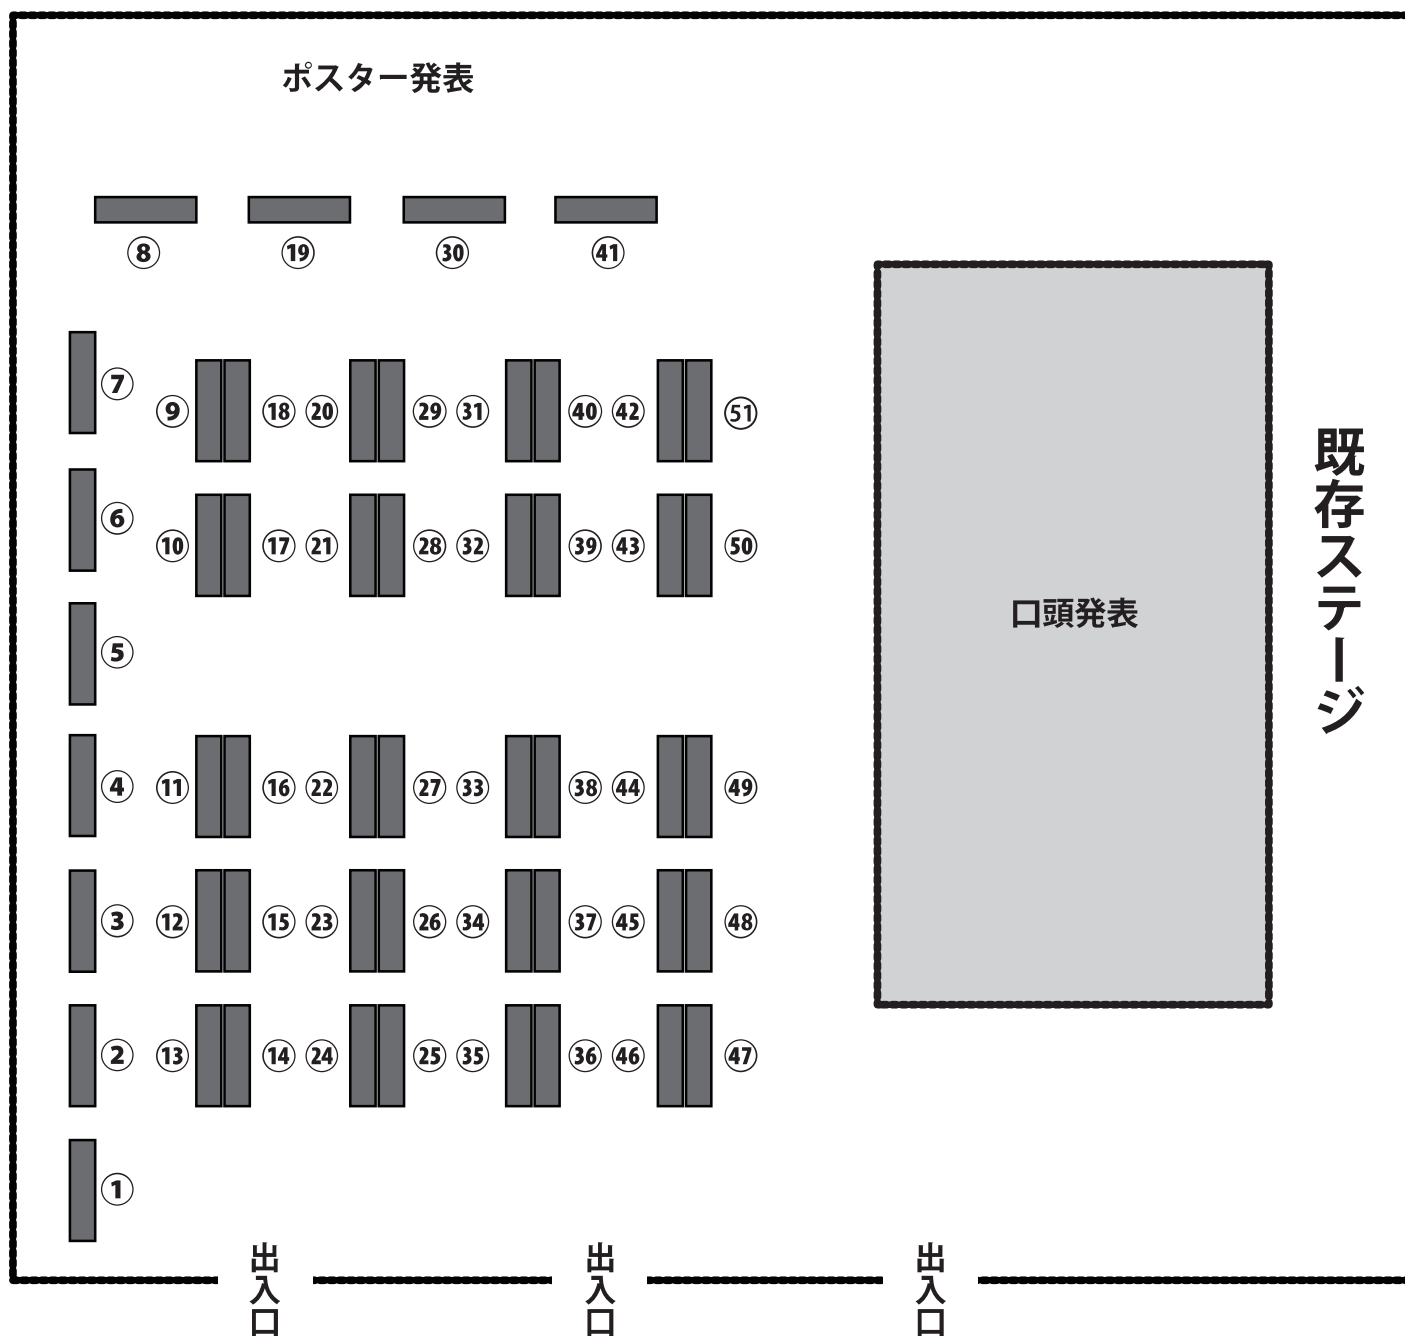 ポスター発表
⑧ ⑲ ㉚ ㊶
⑦
⑨ ⑱ ⑳ ㉙ ㉛ ㊵ ㊷ 51
⑥
⑩ ⑰ ㉑ ㉘ ㉜ ㊴ ㊸ ㊿
⑤
④ ⑪ ⑯ ㉒ ㉗ ㉝ ㊳ ㊹ ㊾
③ ⑫ ⑮ ㉓ ㉖ ㉞ ㊲ ㊺ ㊽
② ⑬ ⑭ ㉔ ㉕ ㉟ ㊱ ㊻ ㊼
①
口頭発表
既存ステージ
出入口
出入口
出入口